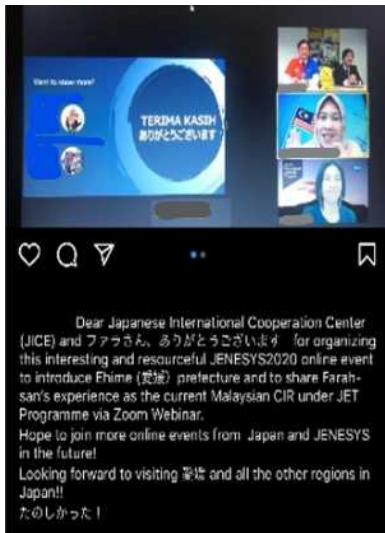 Want to know more?
TERIMA KASIH
ありがとうございます
Dear Japanese International Cooperation Center
(JICE) and ファラさん、ありがとうございます for organizing
this interesting and resourceful JENESYS2020 online event
to introduce Ehime (愛媛) prefecture and to share Farah-
san's experience as the current Malaysian CIR under JET
Programme via Zoom Webinar.
Hope to join more online events from Japan and JENESYS
in the future!
Looking forward to visiting 愛媛 and all the other regions in
Japan!!
たのしかった！